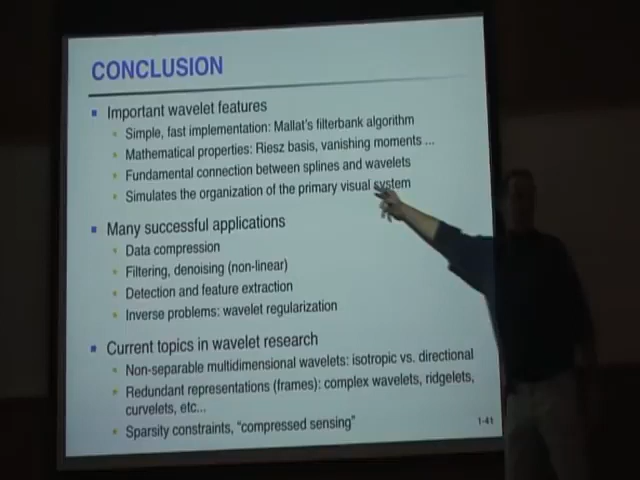 CONCLUSION
Important wavelet features
Simple, fast implementation: Mallat's filterbank algorithm
Mathematical properties: Riesz basis, vanishing moments ...
Fundamental connection between splines and wavelets
Simulates the organization of the primary visual system
Many successful applications
Data compression
Filtering, denoising (non-linear)
Detection and feature extraction
Inverse problems: wavelet regularization
Current topics in wavelet research
Non-separable multidimensional wavelets: isotropic vs. directional
Redundant representations (frames): complex wavelets, ridgelets,
curvelets, etc...
Sparsity constraints, "compressed sensing"
1-41